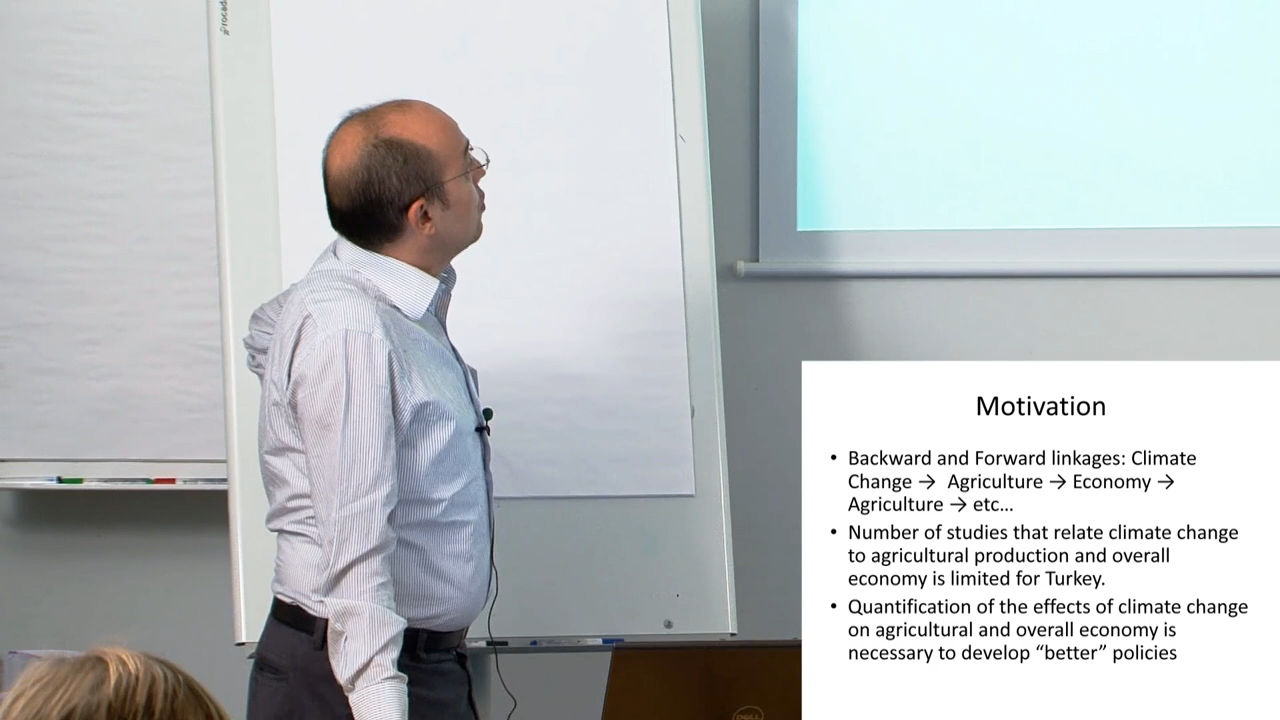 rocada
Motivation
• Backward and Forward linkages: Climate
Change → Agriculture → Economy →
Agriculture → etc...
• Number of studies that relate climate change
to agricultural production and overall
economy is limited for Turkey.
• Quantification of the effects of climate change
on agricultural and overall economy is
necessary to develop “better” policies
DELL